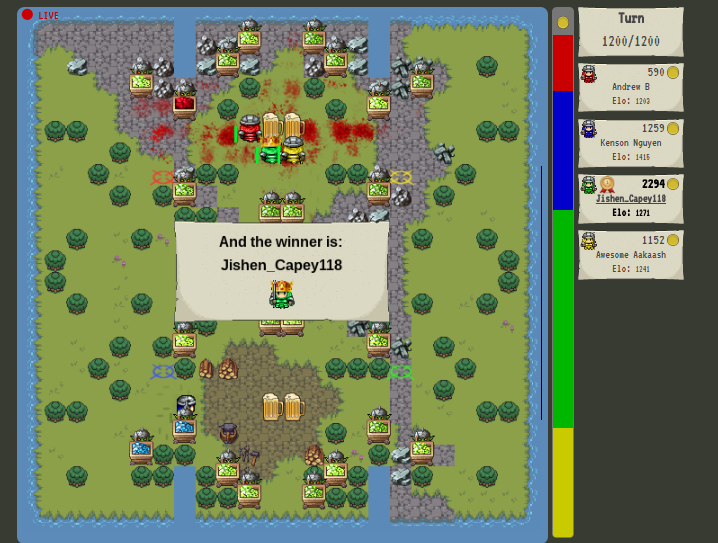 LIVE
And the winner is:
Jishen_Capey118
Turn
1200/1200
590
Andrew B
Elo: 1203
1259
Kenson Nguyen
Elo: 1415
2294
Jishen_Capey118
Elo: 1271
1152
Awesome Aakaash
Elo: 1241